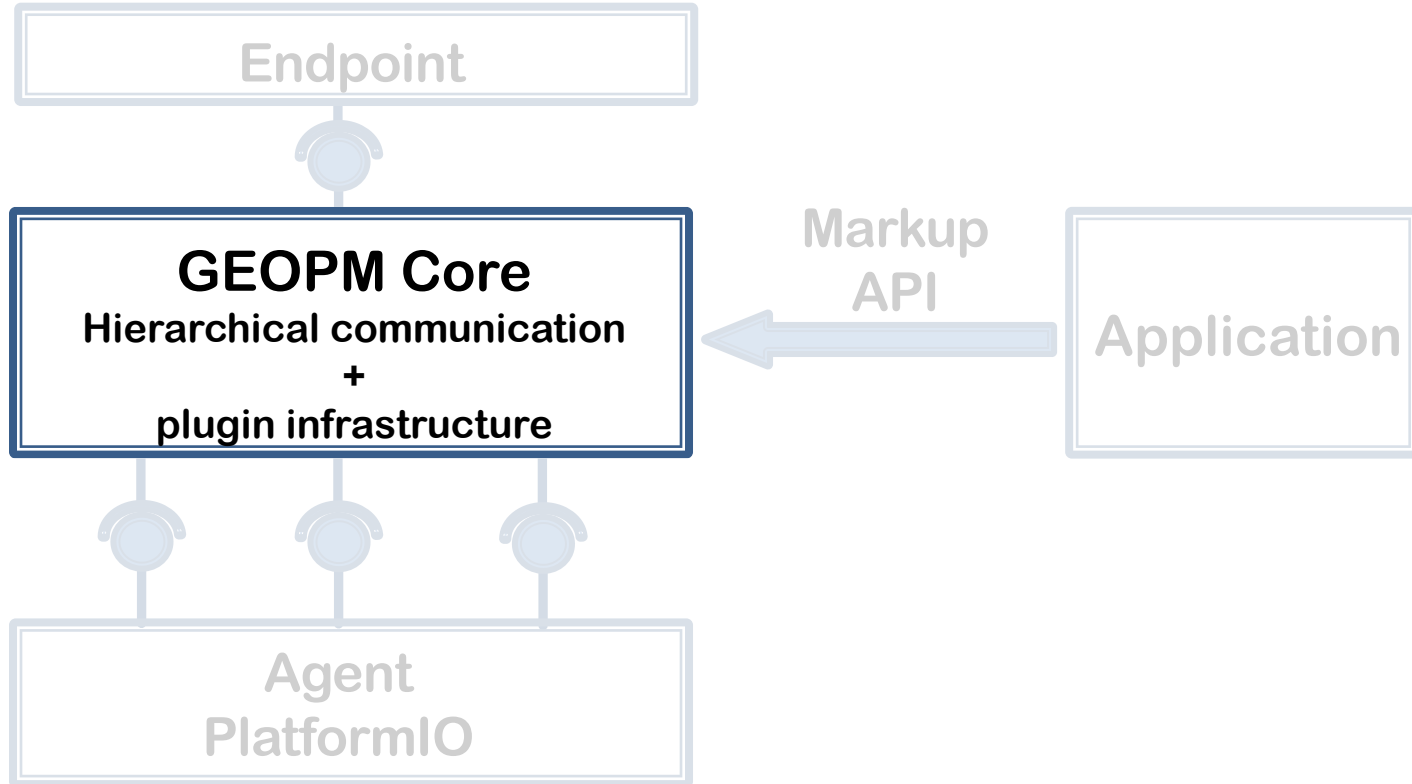 Endpoint
GEOPM Core
Hierarchical communication
+
plugin infrastructure
Markup
API
Application
Agent
PlatformIO